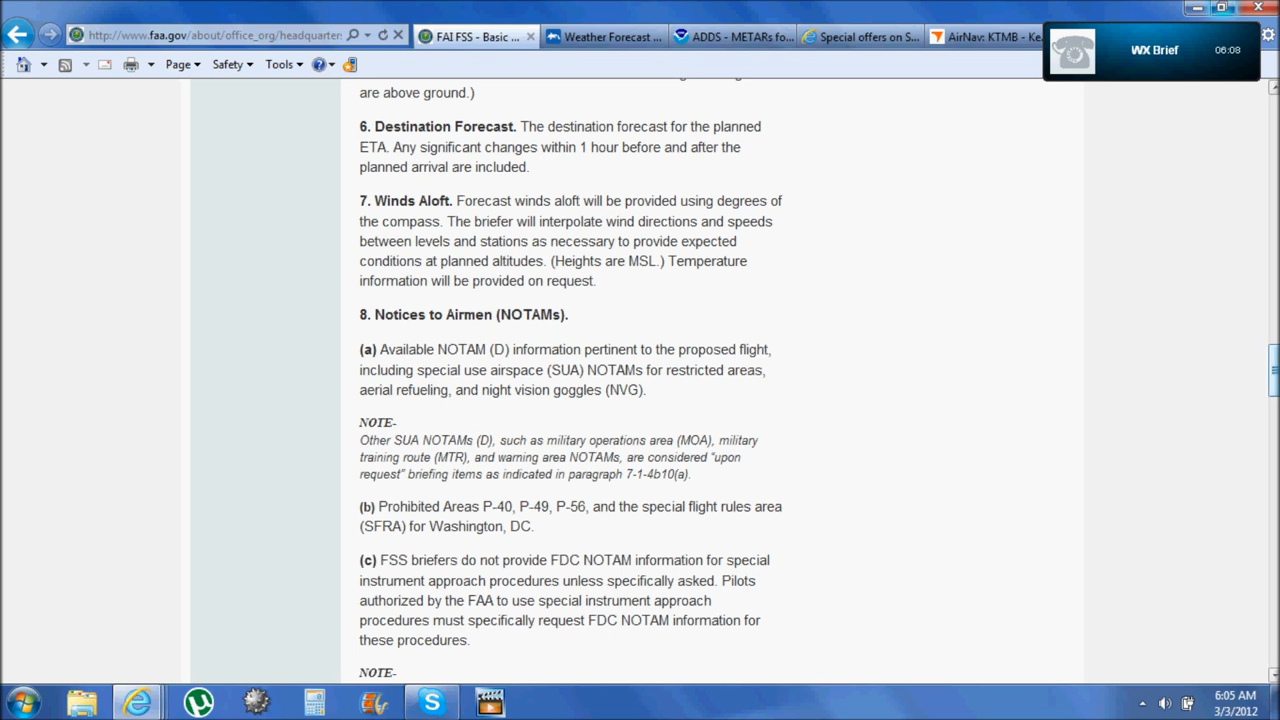 http://www.faa.gov/about/office_org/headquarter:
FAI FSS - Basic ...
Weather Forecast ...
ADDS - METARs fo...
Special offers on S...
AirNav: KTMB - Ke...
WX Brief
06:08
Page
Safety
Tools
are above ground.)
6. Destination Forecast. The destination forecast for the planned
ETA. Any significant changes within 1 hour before and after the
planned arrival are included.
7. Winds Aloft. Forecast winds aloft will be provided using degrees of
the compass. The briefer will interpolate wind directions and speeds
between levels and stations as necessary to provide expected
conditions at planned altitudes. (Heights are MSL.) Temperature
information will be provided on request.
8. Notices to Airmen (NOTAMs).
(a) Available NOTAM (D) information pertinent to the proposed flight,
including special use airspace (SUA) NOTAMs for restricted areas,
aerial refueling, and night vision goggles (NVG).
NOTE-
Other SUA NOTAMs (D), such as military operations area (MOA), military
training route (MTR), and warning area NOTAMs, are considered “upon
request” briefing items as indicated in paragraph 7-1-4b10(a).
(b) Prohibited Areas P-40, P-49, P-56, and the special flight rules area
(SFRA) for Washington, DC.
(c) FSS briefers do not provide FDC NOTAM information for special
instrument approach procedures unless specifically asked. Pilots
authorized by the FAA to use special instrument approach
procedures must specifically request FDC NOTAM information for
these procedures.
NOTE-
6:05 AM
3/3/2012